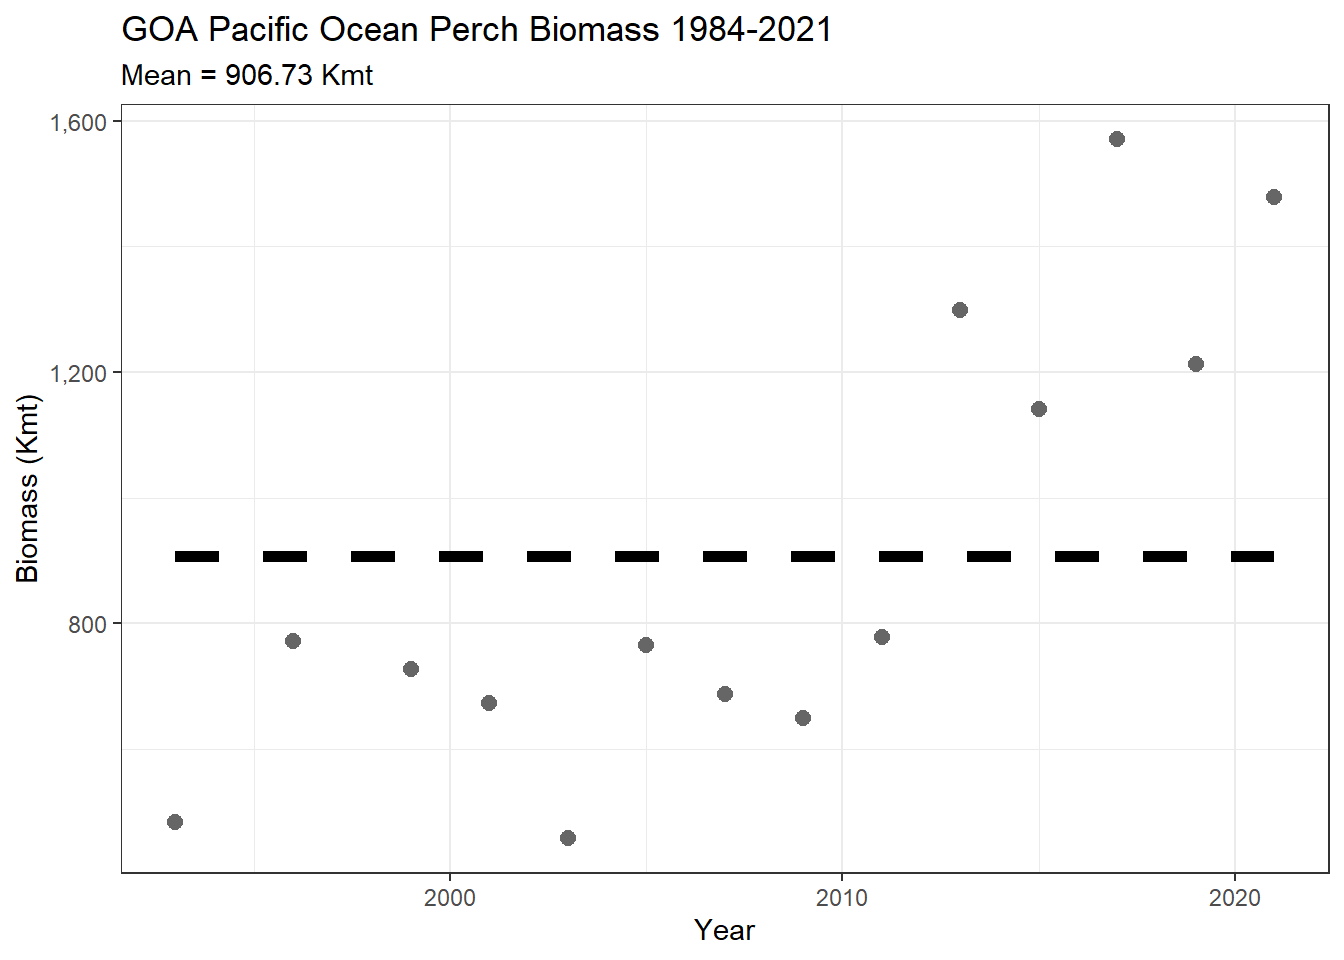 GOA Pacific Ocean Perch Biomass 1984-2021
Mean = 906.73 Kmt
1,600
1,200
800
Biomass (Kmt)
2000 2010 2020
Year